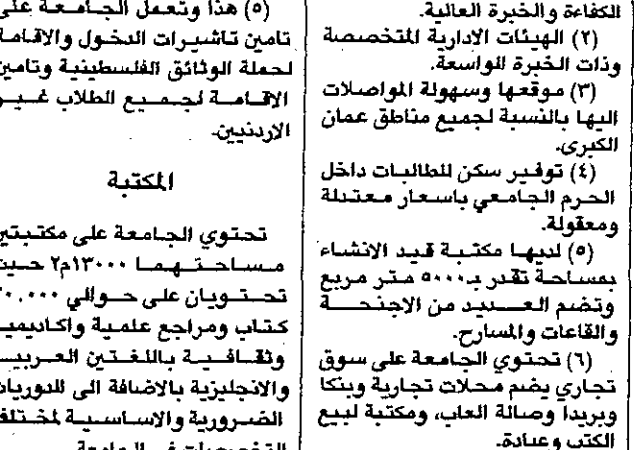 الكفاءة والخبرة العالية.
(٢) الهيئات الادارية المتخصصة
وذات الخبرة الواسعة.
(٣) موقعها وسهولة المواصلات
اليها بالنسبة لجميع مناطق عمان
الكبرى.
(٤) توفير سكن للطالبات داخل
الحرم الجامعي باسعار معتدلة
ومعقولة.
(٥) لديها مكتبة قيد الانشاء
بمساحة تقدر بـ٥٠٠٠ متر مربع
وتضم العديد من الاجنحة
والقاعات والمسارح.
(٦) تحتوي الجامعة على سوق
تجاري يضم محلات تجارية وبنكا
وبريدا وصالة العاب، ومكتبة لبيع
الكتب وعيادة.
(٥) هذا وتعمل الجامعة على
تامين تاشيرات الدخول والاقامة
لحملة الوثائق الفلسطينية وتامين
الاقامة لجميع الطلاب غير
الاردنيين.
المكتبة
تحتوي الجامعة على مكتبتين
مساحتهما ١٣٠٠٠م٢ حيث
تحتويان على حوالي
كتاب ومراجع علمية واكاديمية
وثقافية باللغتين العربية
والانجليزية بالاضافة الى الدوريات
الضرورية والاساسية لمختلف